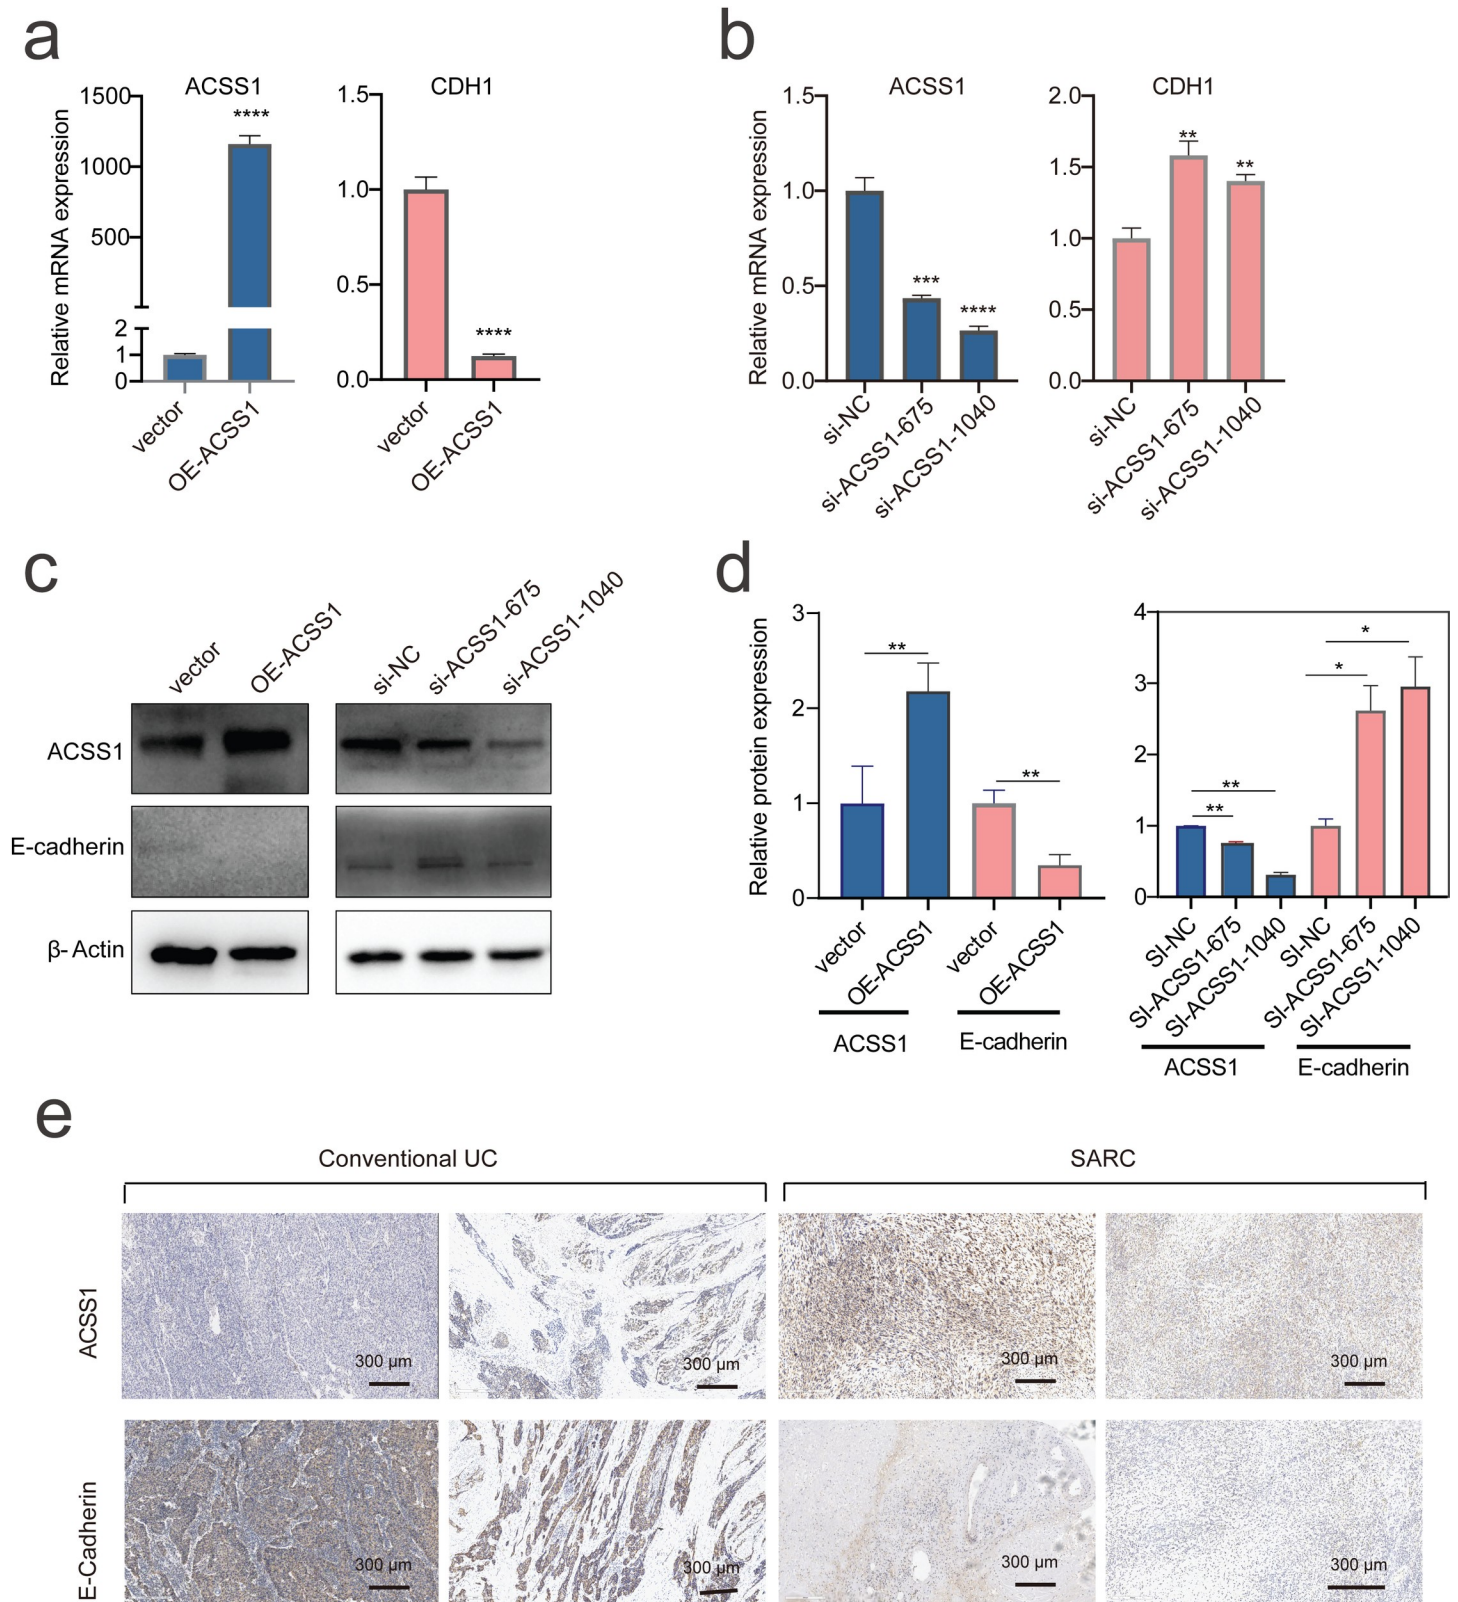 a
ACSS1
CDH1
Relative mRNA expression
1500
1000
500
2
1
0
****
vector
OE-ACSS1
1.5
1.0
0.5
0.0
****
vector
OE-ACSS1
b
ACSS1
CDH1
Relative mRNA expression
1.5
1.0
0.5
0.0
***
****
si-NC
si-ACSS1-675
si-ACSS1-1040
2.0
1.5
1.0
0.5
0.0
**
**
si-NC
si-ACSS1-675
si-ACSS1-1040
c
vector
OE-ACSS1
si-NC
si-ACSS1-675
si-ACSS1-1040
ACSS1
E-cadherin
β- Actin
d
Relative protein expression
3
2
1
0
**
**
vector
OE-ACSS1
vector
OE-ACSS1
ACSS1
E-cadherin
4
3
2
1
0
**
**
*
*
SI-NC
SI-ACSS1-675
SI-ACSS1-1040
SI-NC
SI-ACSS1-675
SI-ACSS1-1040
ACSS1
E-cadherin
e
Conventional UC
SARC
ACSS1
300 µm
300 µm
300 µm
300 µm
E-Cadherin
300 µm
300 µm
300 µm
300 µm